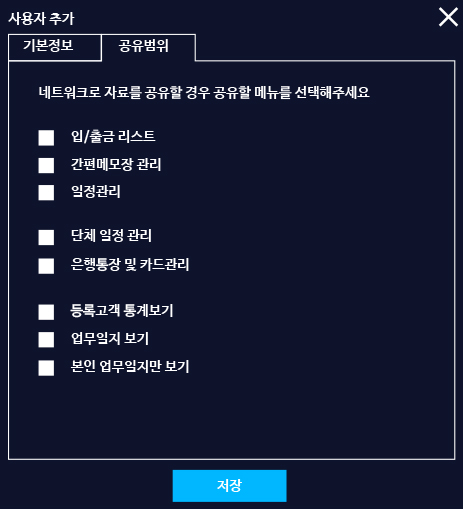 사용자 추가
기본정보
공유범위
네트워크로 자료를 공유할 경우 공유할 메뉴를 선택해주세요
입/출금 리스트
간편메모장 관리
일정관리
단체 일정 관리
은행통장 및 카드관리
등록고객 통계보기
업무일지 보기
본인 업무일지만 보기
저장